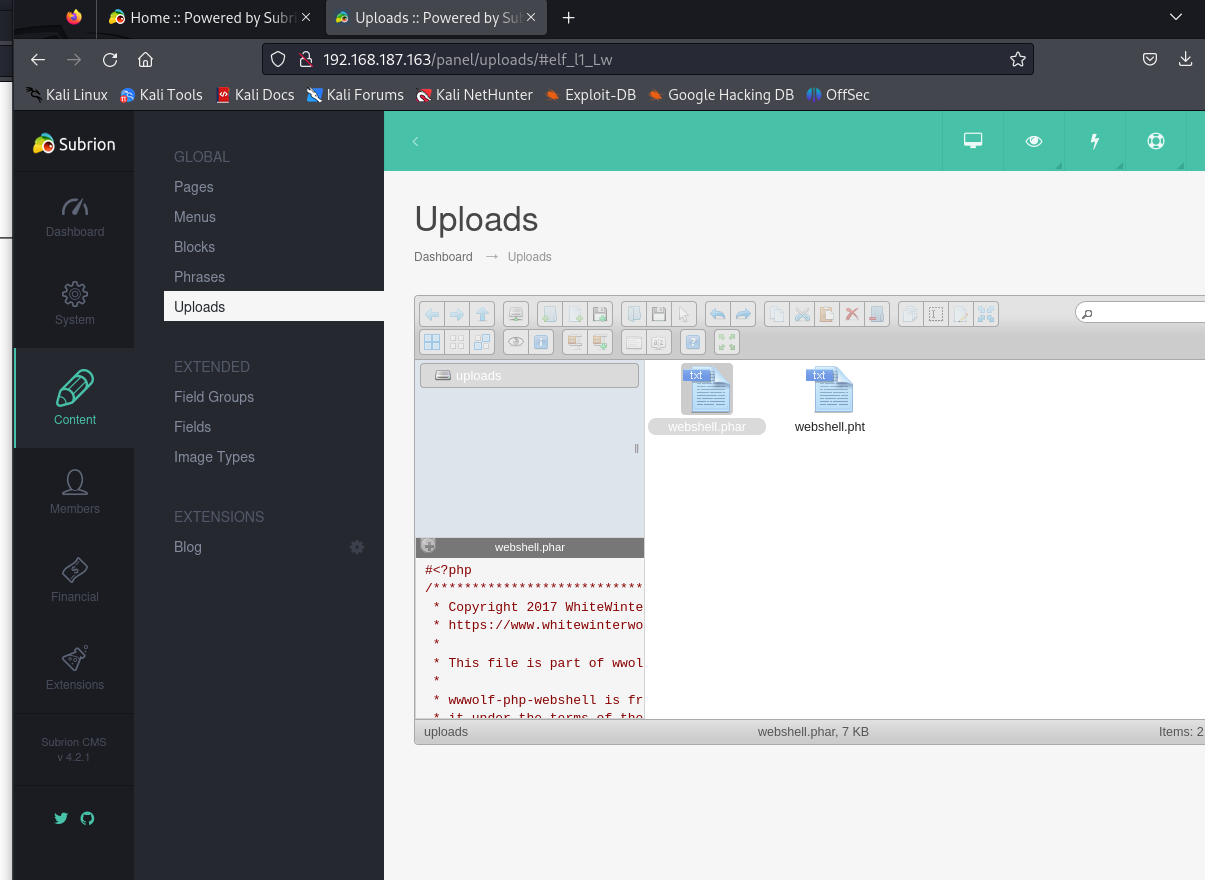 Home :: Powered by Subri
Uploads :: Powered by Sub
192.168.187.163/panel/uploads/#elf_l1_Lw
Kali Linux
Kali Tools
Kali Docs
Kali Forums
Kali NetHunter
Exploit-DB
Google Hacking DB
OffSec
Subrion
Dashboard
System
Content
Members
Financial
Extensions
Subrion CMS
v 4.2.1
GLOBAL
Pages
Menus
Blocks
Phrases
Uploads
EXTENDED
Field Groups
Fields
Image Types
EXTENSIONS
Blog
Uploads
Dashboard → Uploads
uploads
txt
webshell.phar
txt
webshell.pht
webshell.phar
#<?php
/****************************
* Copyright 2017 WhiteWinte
* https://www.whitewinterwo
*
* This file is part of wwol
*
* wwwolf-php-webshell is fr
* it under the terms of the
uploads
webshell.phar, 7 KB
Items: 2